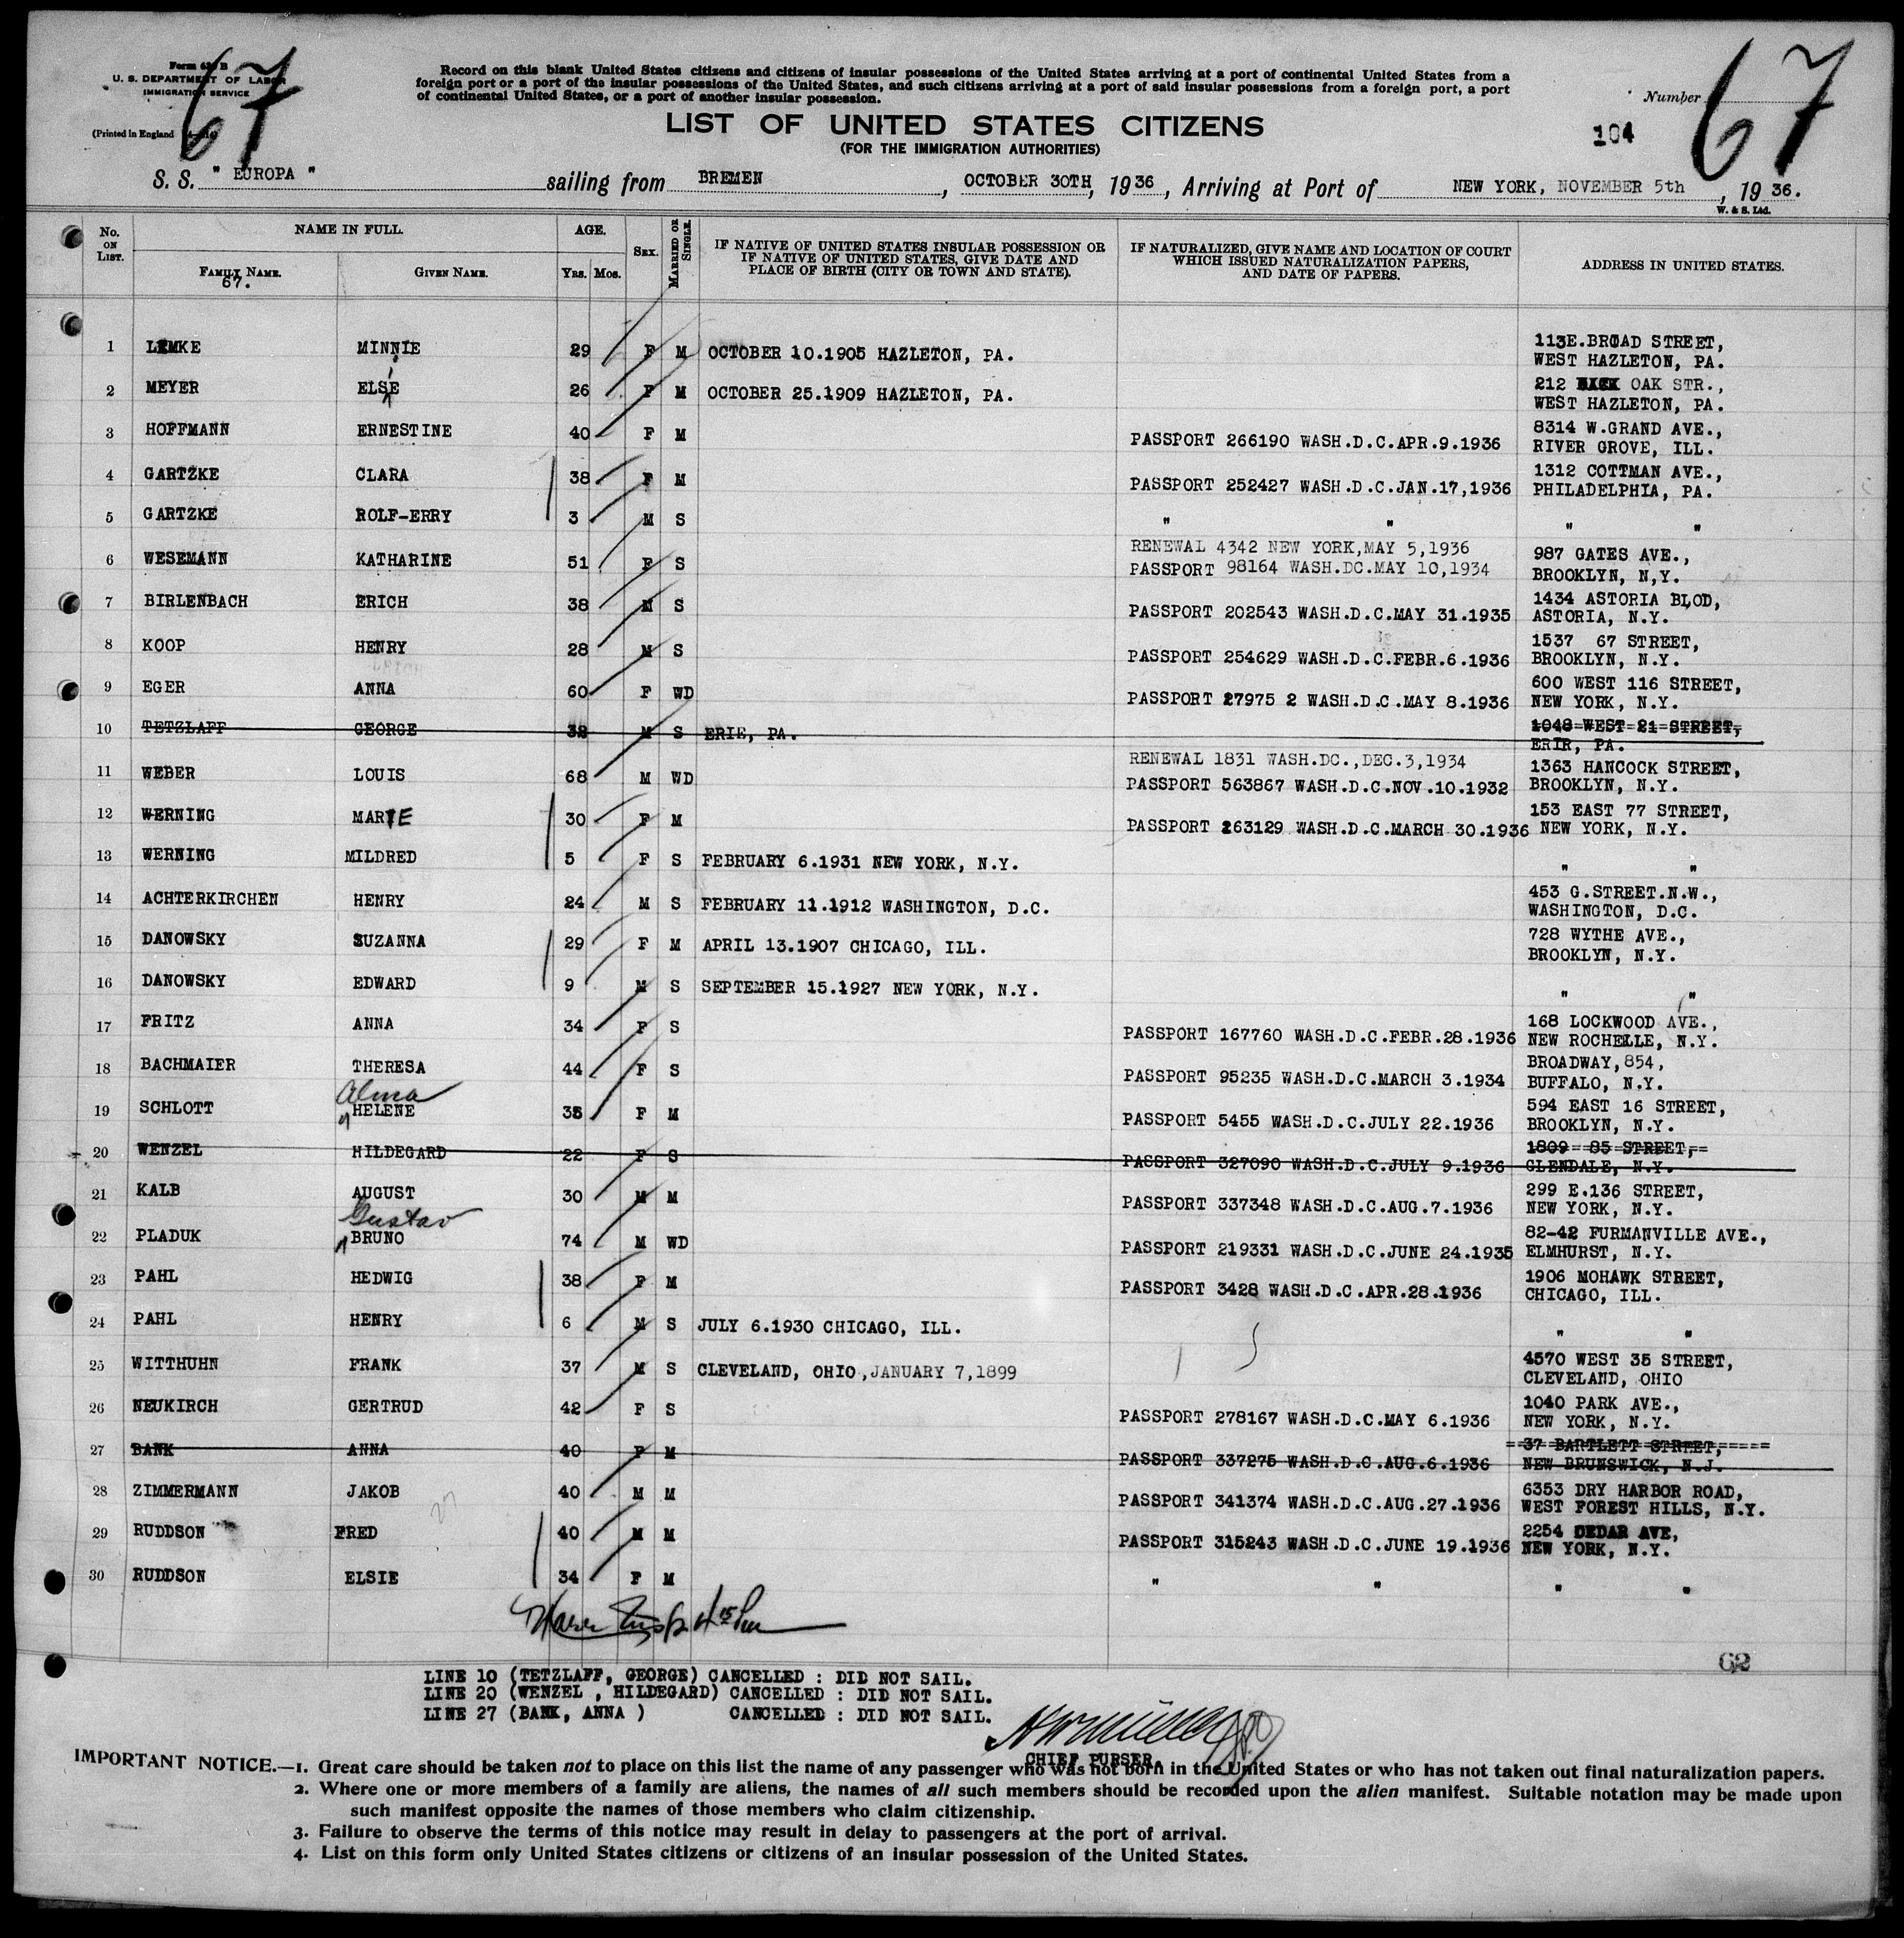 Form 630 B
U. S. DEPARTMENT OF LABOR
IMMIGRATION SERVICE
(Printed in England
67
Record on this blank United States citizens and citizens of insular possessions of the United States arriving at a port of continental United States from a
foreign port or a port of the insular possessions of the United States, and such citizens arriving at a port of said insular possessions from a foreign port, a port
of continental United States, or a port of another insular possession.
Number 67
LIST OF UNITED STATES CITIZENS
(FOR THE IMMIGRATION AUTHORITIES)
104
S. S. " EUROPA " sailing from BREMEN, OCTOBER 30TH, 1936, Arriving at Port of NEW YORK, NOVEMBER 5th, 1936.
W. & S. Ltd.
No. ON LIST. NAME IN FULL. AGE. SEX. MARRIED OR SINGLE. IF NATIVE OF UNITED STATES INSULAR POSSESSION OR IF NATIVE OF UNITED STATES, GIVE DATE AND PLACE OF BIRTH (CITY OR TOWN AND STATE). IF NATURALIZED, GIVE NAME AND LOCATION OF COURT WHICH ISSUED NATURALIZATION PAPERS, AND DATE OF PAPERS. ADDRESS IN UNITED STATES.
FAMILY NAME. GIVEN NAME. YRS. MOS.
67.
1 LEMKE MINNIE 29 F M OCTOBER 10.1905 HAZLETON, PA. 113E.BROAD STREET,
WEST HAZLETON, PA.
2 MEYER ELSIE 26 F M OCTOBER 25.1909 HAZLETON, PA. 212 OAK STR.,
WEST HAZLETON, PA.
3 HOFFMANN ERNESTINE 40 F M PASSPORT 266190 WASH.D.C.APR.9.1936 8314 W.GRAND AVE.,
RIVER GROVE, ILL.
4 GARTZKE CLARA 38 F M PASSPORT 252427 WASH.D.C.JAN.17,1936 1312 COTTMAN AVE.,
PHILADELPHIA, PA.
5 GARTZKE ROLF-ERRY 3 M S " " " "
6 WESEMANN KATHARINE 51 F S RENEWAL 4342 NEW YORK,MAY 5,1936 987 GATES AVE.,
PASSPORT 98164 WASH.DC.MAY 10,1934 BROOKLYN, N,Y.
7 BIRLENBACH ERICH 38 M S PASSPORT 202543 WASH.D.C.MAY 31.1935 1434 ASTORIA BLOD,
ASTORIA, N.Y.
8 KOOP HENRY 28 M S PASSPORT 254629 WASH.D.C.FEBR.6.1936 1537 67 STREET,
BROOKLYN, N.Y.
9 EGER ANNA 60 F WD PASSPORT 27975 2 WASH.D.C.MAY 8.1936 600 WEST 116 STREET,
NEW YORK, N.Y.
10 TETZLAFF GEORGE 38 M S ERIE, PA. 1048 WEST 21 STREET,
ERIR, PA.
11 WEBER LOUIS 68 M WD RENEWAL 1831 WASH.DC.,DEC.3,1934 1363 HANCOCK STREET,
PASSPORT 563867 WASH.D.C.NOV.10.1932 BROOKLYN, N.Y.
12 WERNING MARIE 30 F M PASSPORT 263129 WASH.D.C.MARCH 30.1936 153 EAST 77 STREET,
NEW YORK, N.Y.
13 WERNING MILDRED 5 F S FEBRUARY 6.1931 NEW YORK, N.Y. " "
14 ACHTERKIRCHEN HENRY 24 M S FEBRUARY 11.1912 WASHINGTON, D.C. 453 G.STREET.N.W.,
WASHINGTON, D.C.
15 DANOWSKY SUZANNA 29 F M APRIL 13.1907 CHICAGO, ILL. 728 WYTHE AVE.,
BROOKLYN, N.Y.
16 DANOWSKY EDWARD 9 M S SEPTEMBER 15.1927 NEW YORK, N.Y. " "
17 FRITZ ANNA 34 F S PASSPORT 167760 WASH.D.C.FEBR.28.1936 168 LOCKWOOD AVE.,
NEW ROCHELLE, N.Y.
18 BACHMAIER THERESA 44 F S PASSPORT 95235 WASH.D.C.MARCH 3.1934 BROADWAY,854,
BUFFALO, N.Y.
19 SCHLOTT Alma HELENE 35 F M PASSPORT 5455 WASH.D.C.JULY 22.1936 594 EAST 16 STREET,
BROOKLYN, N.Y.
20 WENZEL HILDEGARD 22 F S PASSPORT 327090 WASH.D.C.JULY 9.1936 1809 85 STREET,
GLENDALE, N.Y.
21 KALB AUGUST 30 M M PASSPORT 337348 WASH.D.C.AUG.7.1936 299 E.136 STREET,
NEW YORK, N.Y.
22 PLADUK Gustav BRUNO 74 M WD PASSPORT 219331 WASH.D.C.JUNE 24.1935 82-42 FURMANVILLE AVE.,
ELMHURST, N.Y.
23 PAHL HEDWIG 38 F M PASSPORT 3428 WASH.D.C.APR.28.1936 1906 MOHAWK STREET,
CHICAGO, ILL.
24 PAHL HENRY 6 M S JULY 6.1930 CHICAGO, ILL. " "
25 WITTHUHN FRANK 37 M S CLEVELAND, OHIO,JANUARY 7,1899 4570 WEST 35 STREET,
CLEVELAND, OHIO
26 NEUKIRCH GERTRUD 42 F S PASSPORT 278167 WASH.D.C.MAY 6.1936 1040 PARK AVE.,
NEW YORK, N.Y.
27 BANK ANNA 40 F M PASSPORT 337275 WASH.D.C.AUG.6.1936 37 BARTLETT STREET,
NEW BRUNSWICK, N.J.
28 ZIMMERMANN JAKOB 40 M M PASSPORT 341374 WASH.D.C.AUG.27.1936 6353 DRY HARBOR ROAD,
WEST FOREST HILLS, N.Y.
29 RUDDSON FRED 40 M M PASSPORT 315243 WASH.D.C.JUNE 19.1936 2254 CEDAR AVE,
NEW YORK, N.Y.
30 RUDDSON ELSIE 34 F M " " " "
62
LINE 10 (TETZLAFF, GEORGE) CANCELLED : DID NOT SAIL.
LINE 20 (WENZEL , HILDEGARD) CANCELLED : DID NOT SAIL.
LINE 27 (BANK, ANNA ) CANCELLED : DID NOT SAIL.
CHIEF PURSER.
IMPORTANT NOTICE.—1. Great care should be taken not to place on this list the name of any passenger who was not born in the United States or who has not taken out final naturalization papers.
2. Where one or more members of a family are aliens, the names of all such members should be recorded upon the alien manifest. Suitable notation may be made upon
such manifest opposite the names of those members who claim citizenship.
3. Failure to observe the terms of this notice may result in delay to passengers at the port of arrival.
4. List on this form only United States citizens or citizens of an insular possession of the United States.